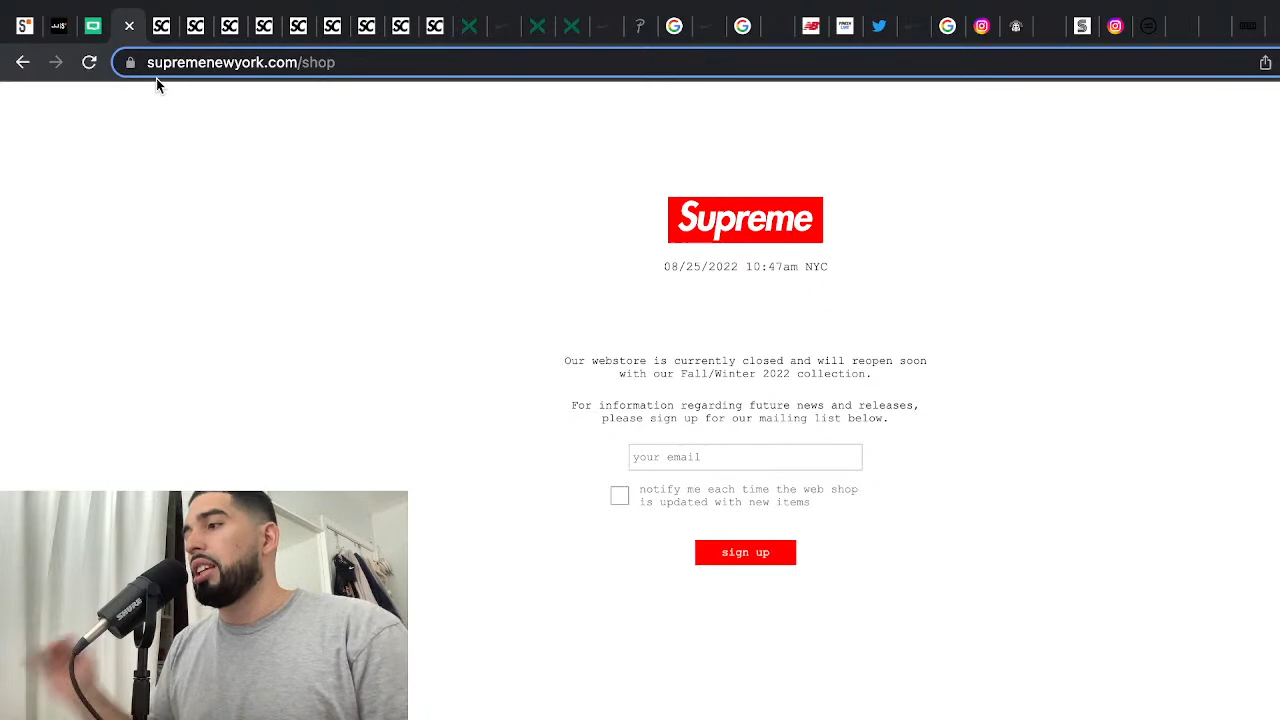 supremenewyork.com/shop
Supreme
08/25/2022 10:47am NYC
Our webstore is currently closed and will reopen soon
with our Fall/Winter 2022 collection.
For information regarding future news and releases,
please sign up for our mailing list below.
your email
notify me each time the web shop
is updated with new items
sign up
SHURE